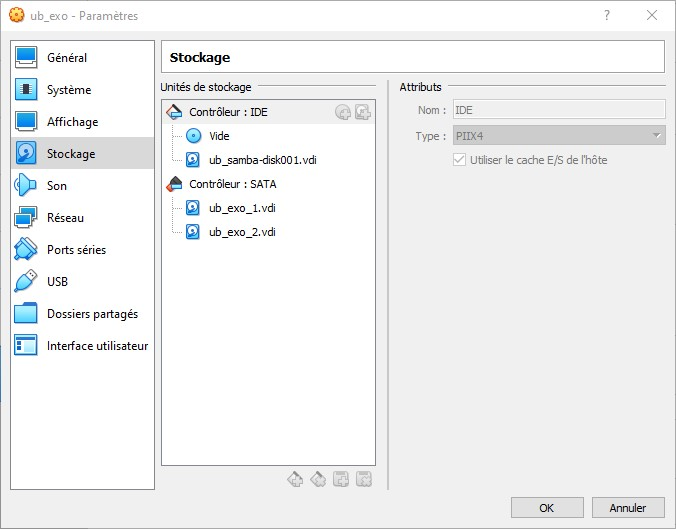 ub_exo - Paramètres
Général
Système
Affichage
Stockage
Son
Réseau
Ports séries
USB
Dossiers partagés
Interface utilisateur
Stockage
Unités de stockage
Contrôleur : IDE
Vide
ub_samba-disk001.vdi
Contrôleur : SATA
ub_exo_1.vdi
ub_exo_2.vdi
Attributs
Nom : IDE
Type : PIIX4
Utiliser le cache E/S de l'hôte
OK
Annuler